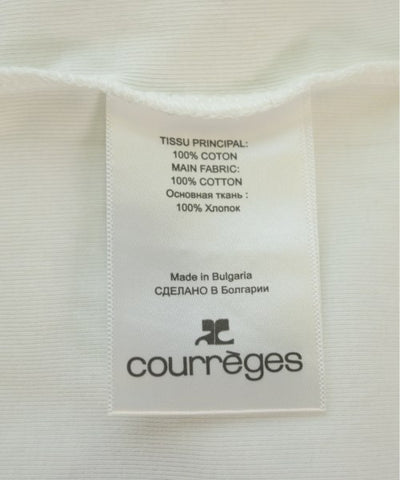 TISSU PRINCIPAL:
100% COTON
MAIN FABRIC:
100% COTTON
Основная ткань :
100% Хлопок
Made in Bulgaria
СДЕЛАНО В Болгарии
courrèges